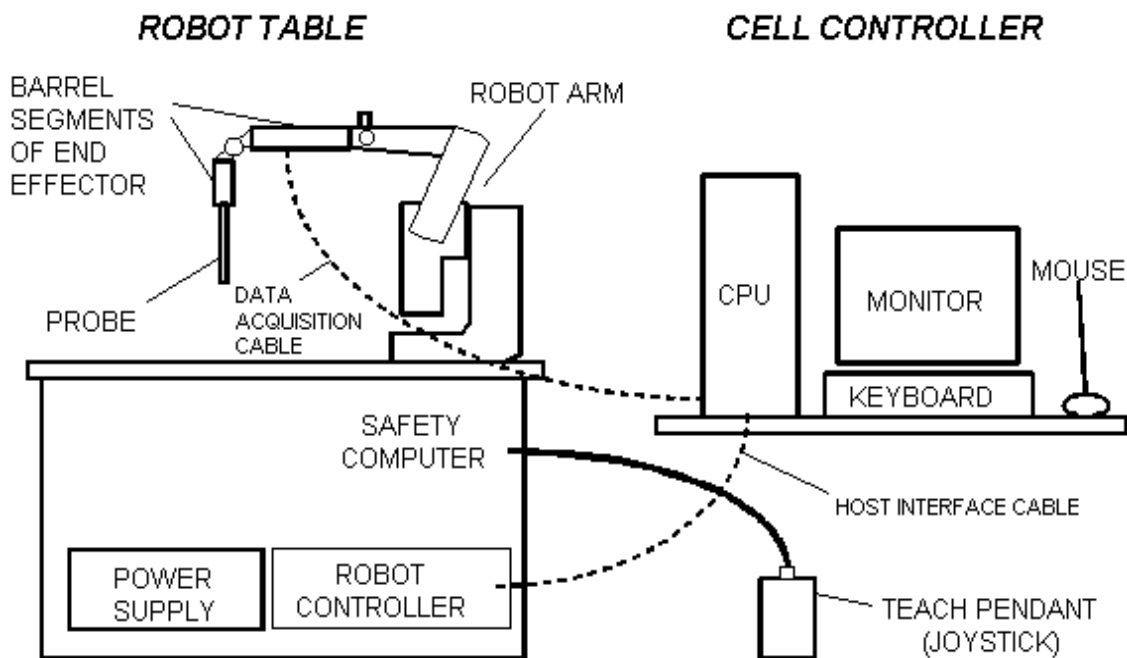 ROBOT TABLE
CELL CONTROLLER
BARREL
SEGMENTS
OF END
EFFECTOR
ROBOT ARM
PROBE
DATA
ACQUISITION
CABLE
CPU
MONITOR
MOUSE
KEYBOARD
SAFETY
COMPUTER
HOST INTERFACE CABLE
POWER
SUPPLY
ROBOT
CONTROLLER
TEACH PENDANT
(JOYSTICK)